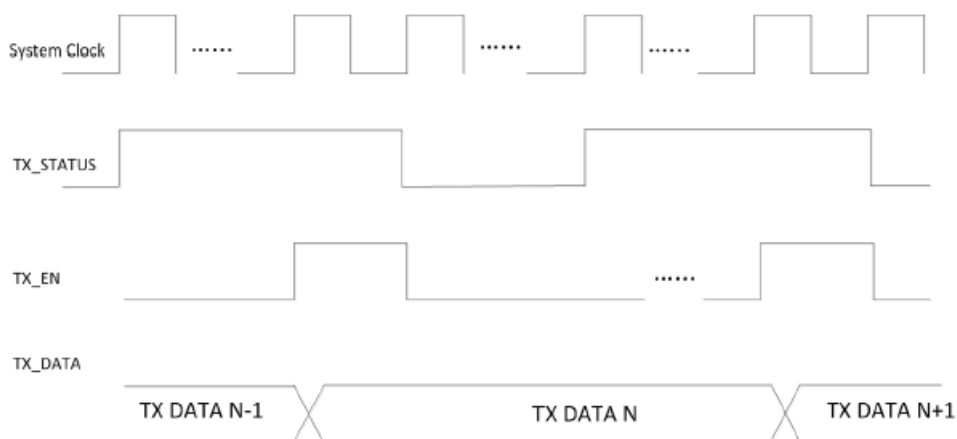 System Clock
......
......
......
TX_STATUS
TX_EN
......
TX_DATA
TX DATA N-1
TX DATA N
TX DATA N+1